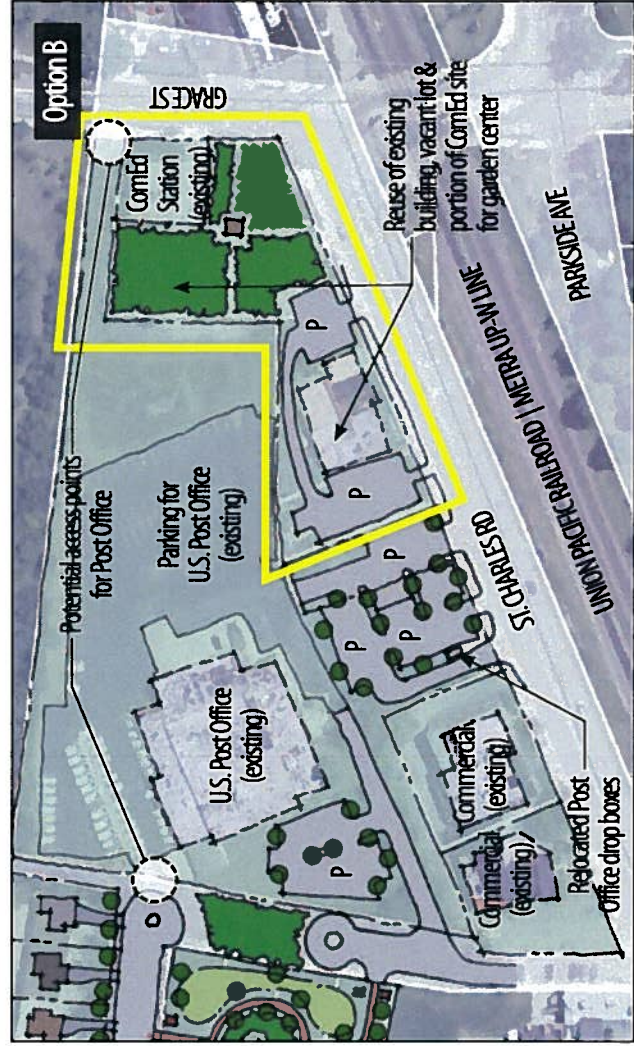 Option B
GRACE ST
ComEd
Station
(existing)
Reuse of existing
building, vacant lot &
portion of ComEd site
for garden center
Potential access points
for Post Office
Parking for
U.S. Post Office
(existing)
U.S. Post Office
(existing)
P
P
P
P
P
P
Commercial
(existing)
Commercial
(existing)
Relocated Post
Office drop boxes
ST. CHARLES RD
UNION PACIFIC RAILROAD | METRA UP-W LINE
PARKSIDE AVE